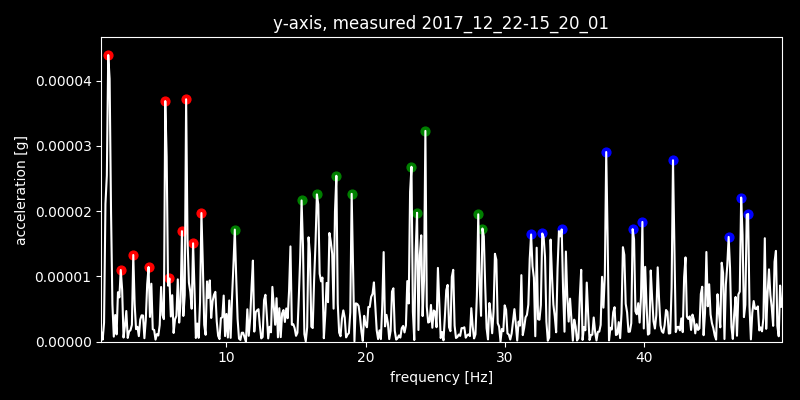 y-axis, measured 2017_12_22-15_20_01
acceleration [g]
0.00004
0.00003
0.00002
0.00001
0.00000
10 20 30 40
frequency [Hz]